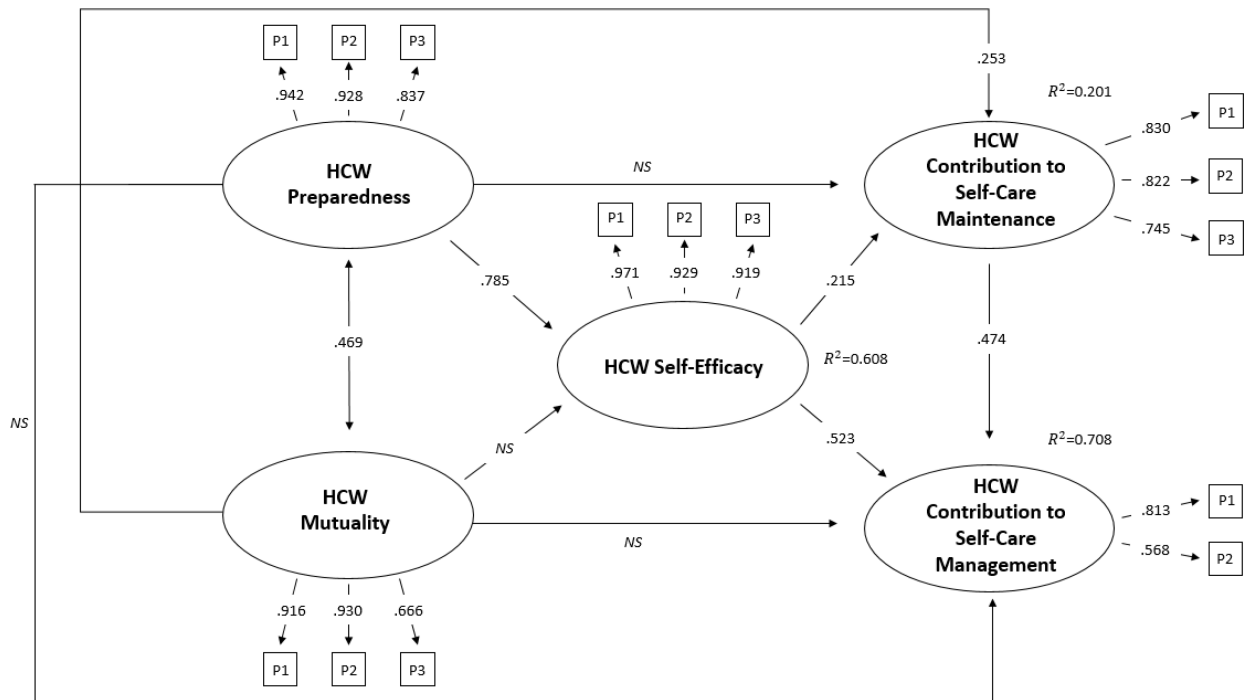 P1
P2
P3
.942
.928
.837
HCW
Preparedness
NS
.253
R²=0.201
HCW
Contribution to
Self-Care
Maintenance
.830
.822
.745
P1
P2
P3
P1
P2
P3
.971
.929
.919
.785
.215
HCW Self-Efficacy
R²=0.608
.469
.474
NS
NS
.523
R²=0.708
HCW
Mutuality
NS
HCW
Contribution to
Self-Care
Management
.813
.568
P1
P2
.916
.930
.666
P1
P2
P3